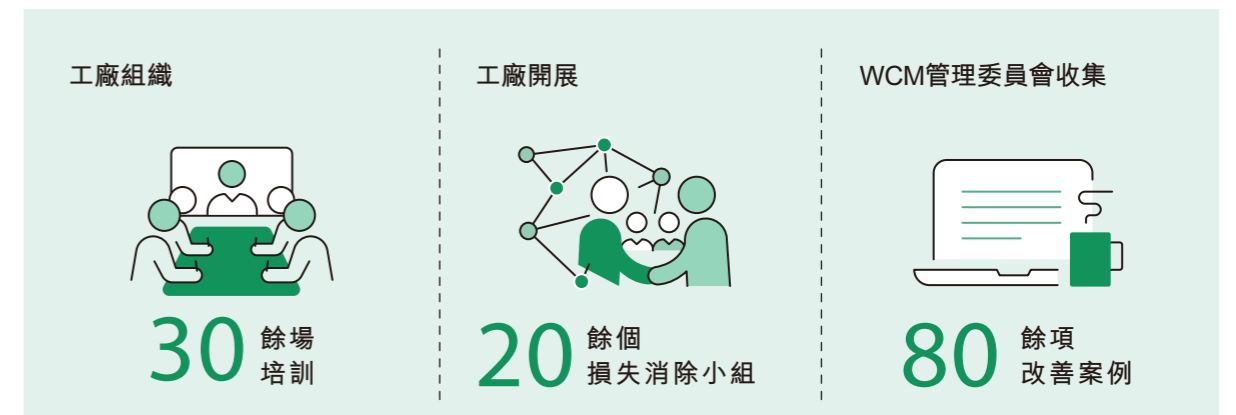 工廠組織
30 餘場
培訓
工廠開展
20 餘個
損失消除小組
WCM管理委員會收集
80 餘項
改善案例